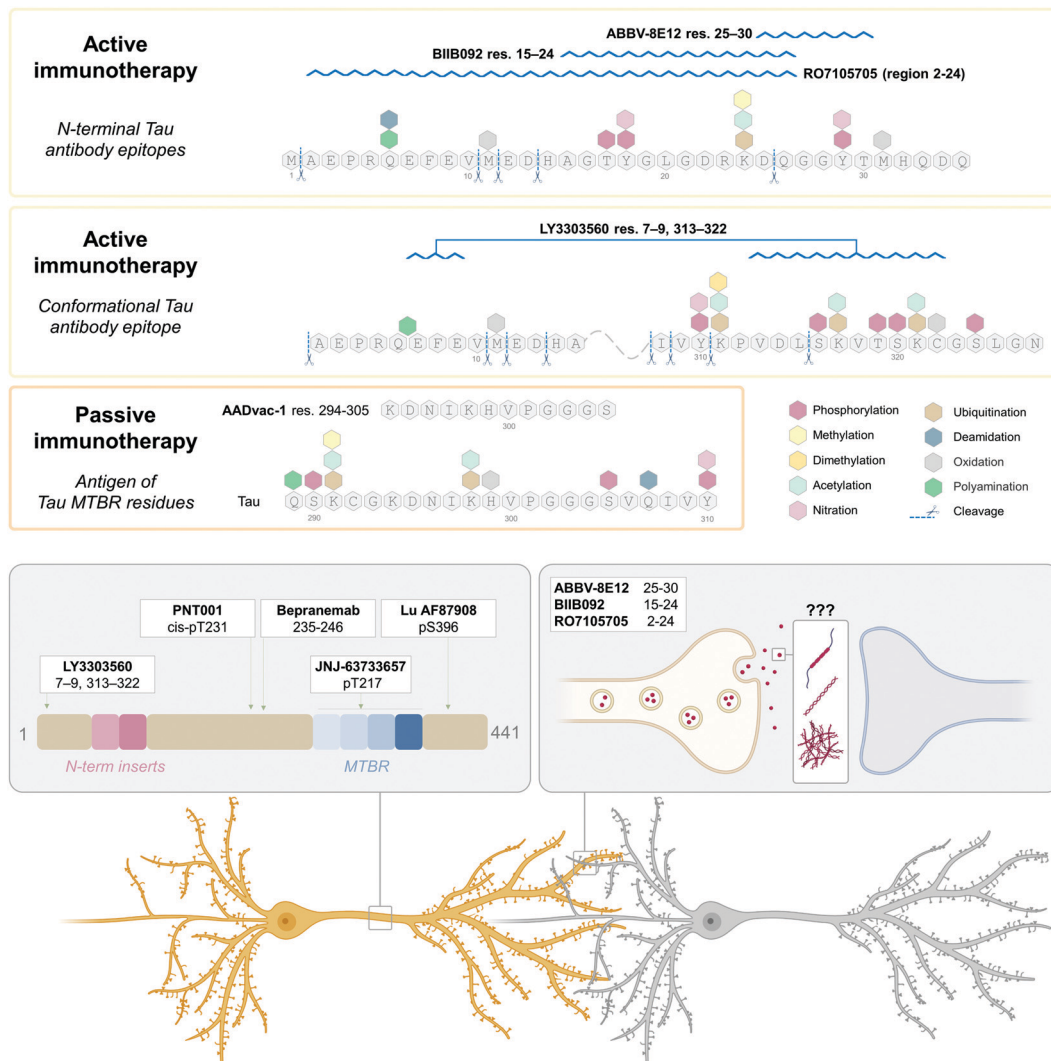 Active
immunotherapy
N-terminal Tau
antibody epitopes
ABBV-8E12 res. 25–30
BIIB092 res. 15–24
RO7105705 (region 2-24)
M A E P R Q E F E V M E D H A G T Y G L G D R K D Q G G Y T M H Q D Q
1 10 20 30
Active
immunotherapy
Conformational Tau
antibody epitope
LY3303560 res. 7–9, 313–322
A E P R Q E F E V M E D H A I I V Y K P V D L S K V T S K C G S L G N
10 310 320
Passive
immunotherapy
Antigen of
Tau MTBR residues
AADvac-1 res. 294-305 K D N I K H V P G G G S
300
Tau Q S K C G K D N I K H V P G G G S V Q I V Y
290 300 310
Phosphorylation
Methylation
Dimethylation
Acetylation
Nitration
Ubiquitination
Deamidation
Oxidation
Polyamination
Cleavage
PNT001
cis-pT231
Bepranemab
235-246
Lu AF87908
pS396
LY3303560
7–9, 313–322
JNJ-63733657
pT217
1 441
N-term inserts
MTBR
ABBV-8E12 25-30
BIIB092 15-24
RO7105705 2-24
???